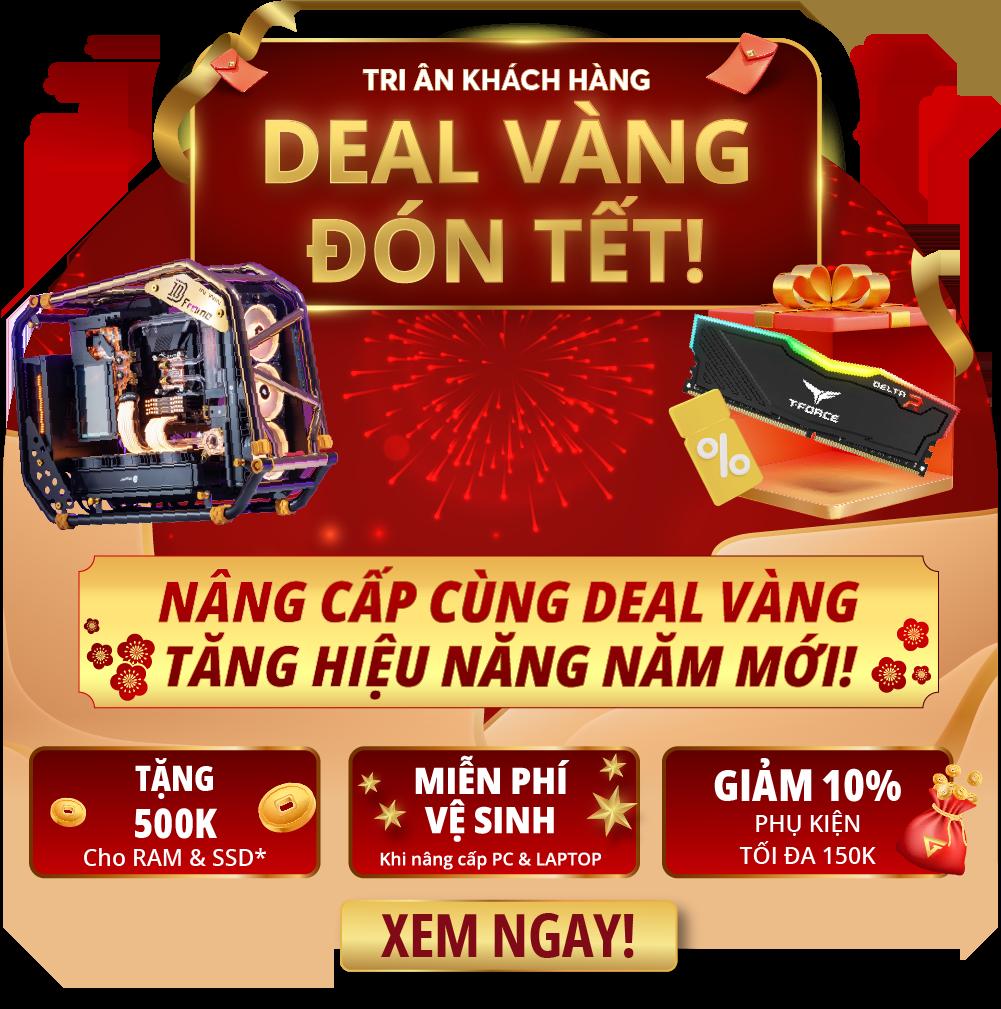 TRI ÂN KHÁCH HÀNG
DEAL VÀNG
ĐÓN TẾT!
T-FORCE
DELTA R
%
NÂNG CẤP CÙNG DEAL VÀNG
TĂNG HIỆU NĂNG NĂM MỚI!
TẶNG
500K
Cho RAM & SSD*
MIỄN PHÍ
VỆ SINH
Khi nâng cấp PC & LAPTOP
GIẢM 10%
PHỤ KIỆN
TỐI ĐA 150K
XEM NGAY!